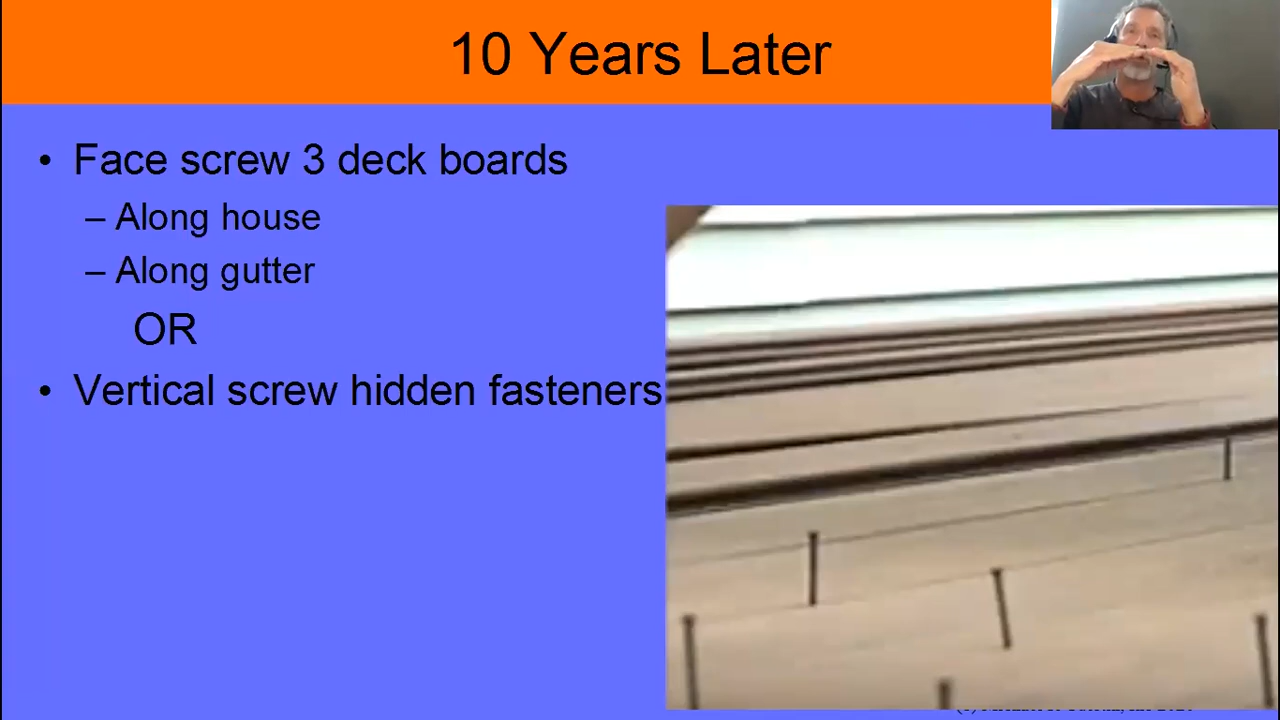 10 Years Later
• Face screw 3 deck boards
– Along house
– Along gutter
OR
• Vertical screw hidden fasteners